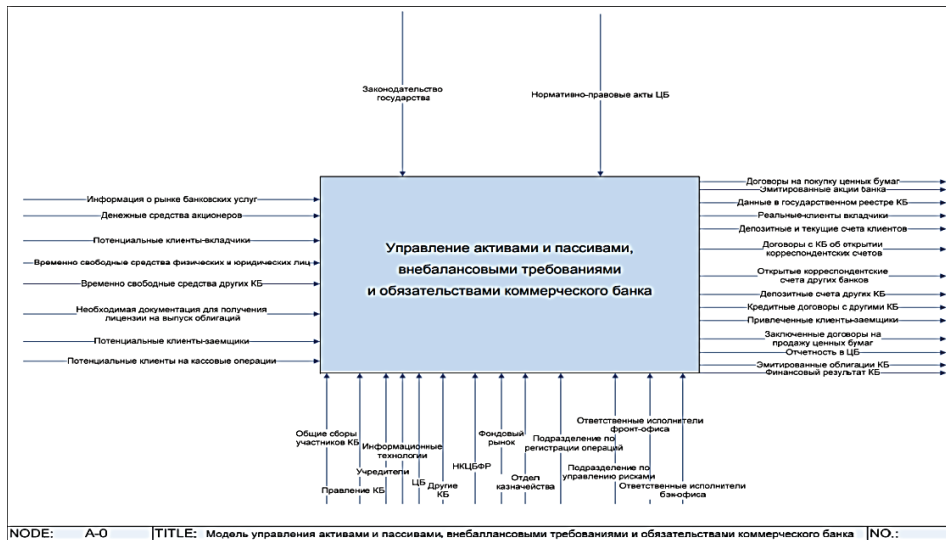 Законодательство
государства
Нормативно-правовые акты ЦБ
Информация о рынке банковских услуг
Денежные средства акционеров
Потенциальные клиенты-вкладчики
Временно свободные средства физических и юридических лиц
Временно свободные средства других КБ
Необходимая документация для получения
лицензии на выпуск облигаций
Потенциальные клиенты-заемщики
Потенциальные клиенты на кассовые операции
Управление активами и пассивами,
внебалансовыми требованиями
и обязательствами коммерческого банка
Договоры на покупку ценных бумаг
Эмитированные акции банка
Данные в государственном реестре КБ
Реальные-клиенты вкладчики
Депозитные и текущие счета клиентов
Договоры с КБ об открытии
корреспондентских счетов
Открытые корреспондентские
счета других банков
Депозитные счета других КБ
Кредитные договоры с другими КБ
Привлеченные клиенты-заемщики
Заключенные договоры на
продажу ценных бумаг
Отчетность в ЦБ
Эмитированные облигации КБ
Финансовый результат КБ
Общие сборы
участников КБ
Правление КБ
Учредители
Информационные
технологии
ЦБ
Другие
КБ
НКЦБФР
Фондовый
рынок
Отдел
казначейства
Подразделение по
регистрации операций
Подразделение по
управлению рисками
Ответственные исполнители
фронт-офиса
Ответственные исполнители
бэк-офиса
NODE: A-0 TITLE: Модель управления активами и пассивами, внебаллансовыми требованиями и обязательствами коммерческого банка NO.: